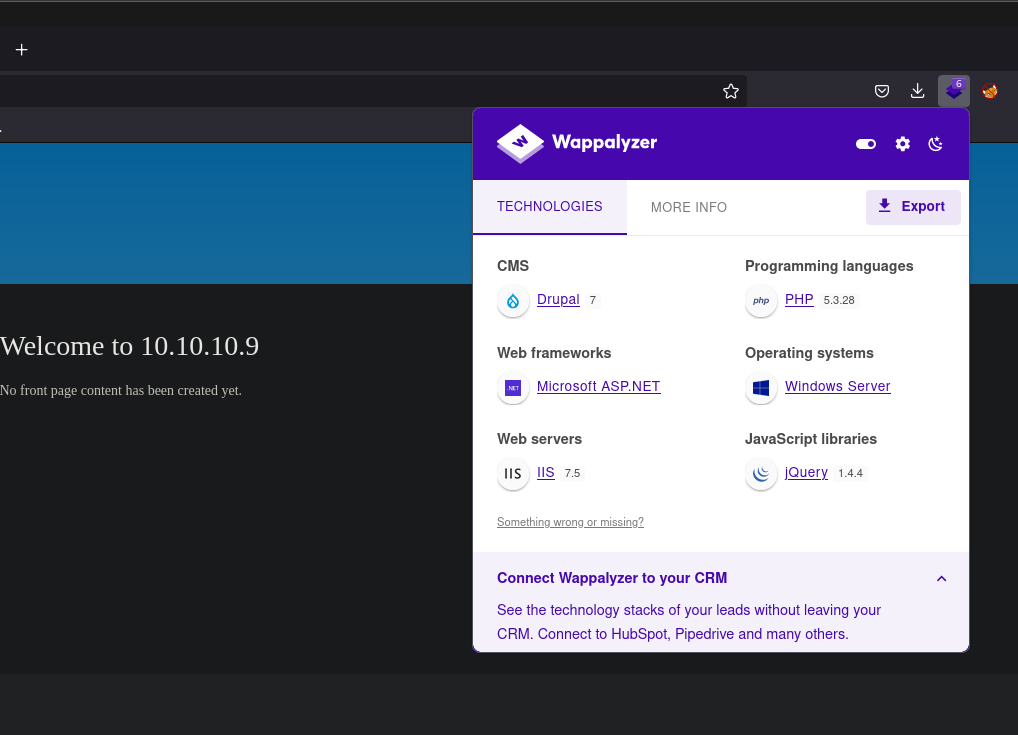 6
Wappalyzer
TECHNOLOGIES
MORE INFO
Export
Welcome to 10.10.10.9
No front page content has been created yet.
CMS
Drupal 7
Programming languages
php PHP 5.3.28
Web frameworks
.NET Microsoft ASP.NET
Operating systems
Windows Server
Web servers
IIS IIS 7.5
JavaScript libraries
jQuery 1.4.4
Something wrong or missing?
Connect Wappalyzer to your CRM
See the technology stacks of your leads without leaving your
CRM. Connect to HubSpot, Pipedrive and many others.